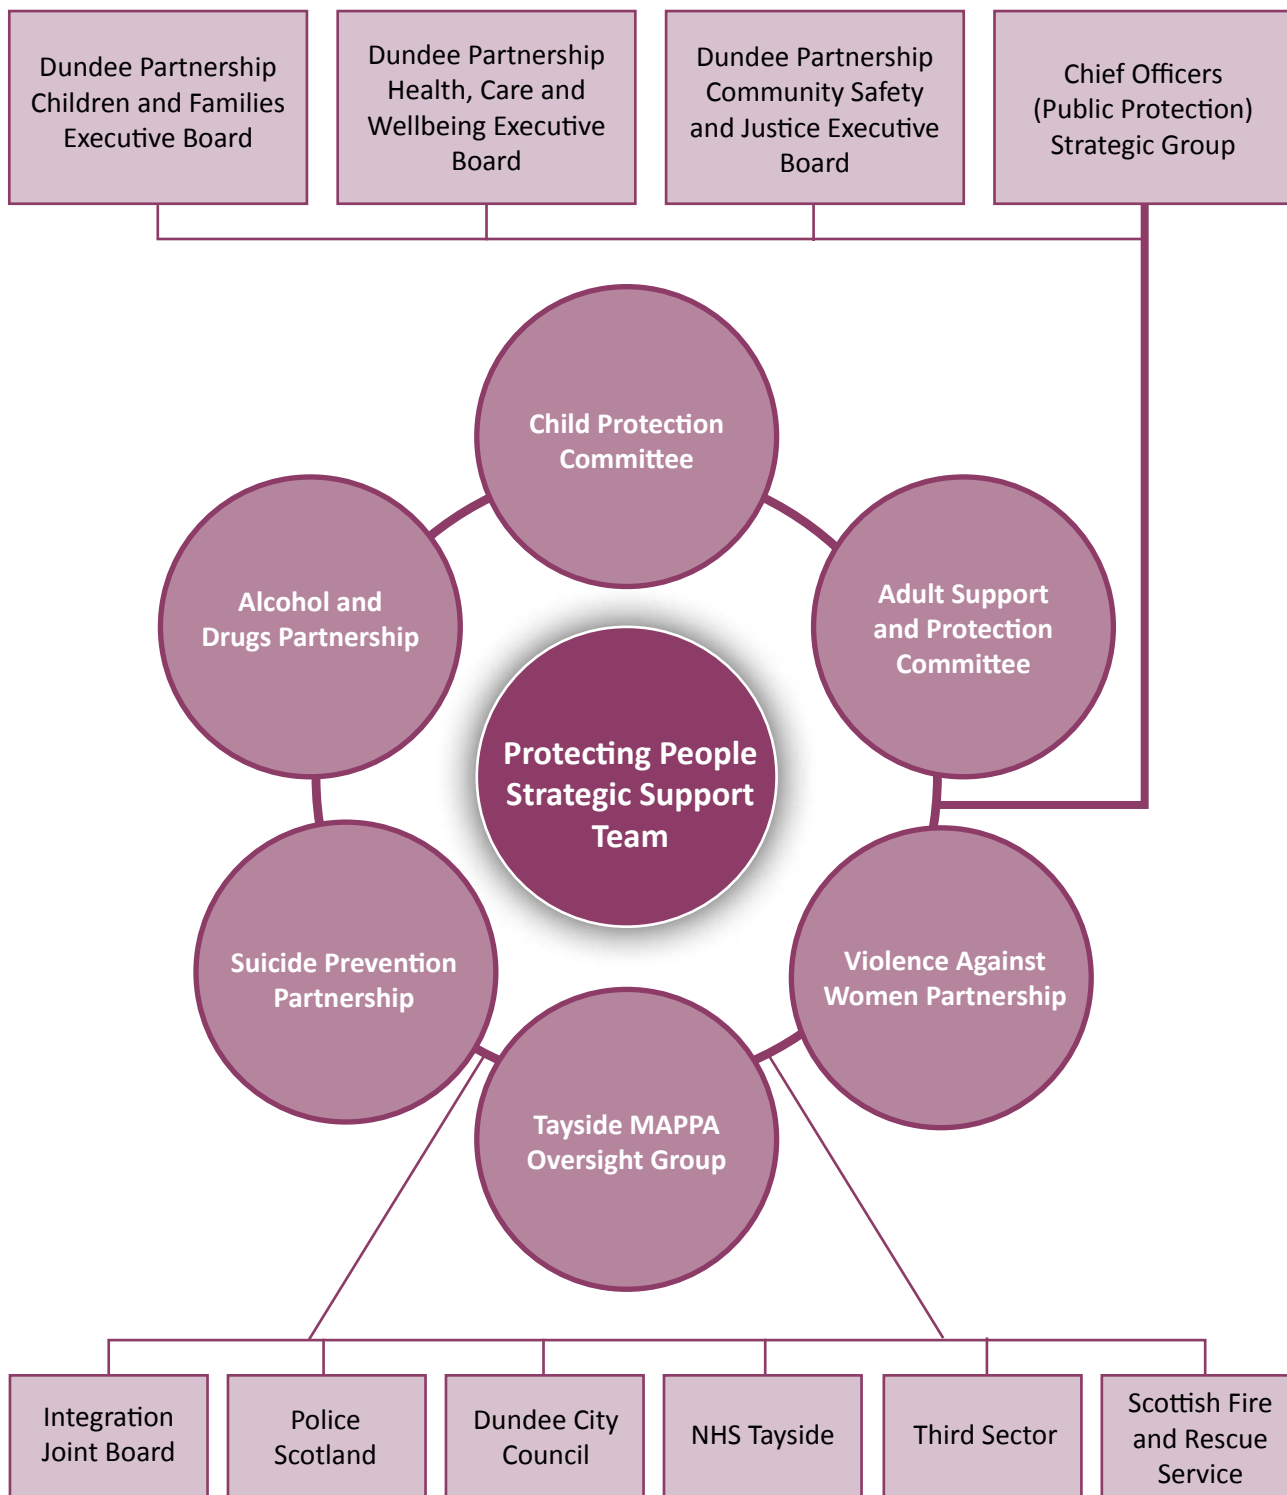 Dundee Partnership
Children and Families
Executive Board
Dundee Partnership
Health, Care and
Wellbeing Executive
Board
Dundee Partnership
Community Safety
and Justice Executive
Board
Chief Officers
(Public Protection)
Strategic Group
Child Protection
Committee
Alcohol and
Drugs Partnership
Adult Support
and Protection
Committee
Protecting People
Strategic Support
Team
Suicide Prevention
Partnership
Violence Against
Women Partnership
Tayside MAPPA
Oversight Group
Integration
Joint Board
Police
Scotland
Dundee City
Council
NHS Tayside
Third Sector
Scottish Fire
and Rescue
Service